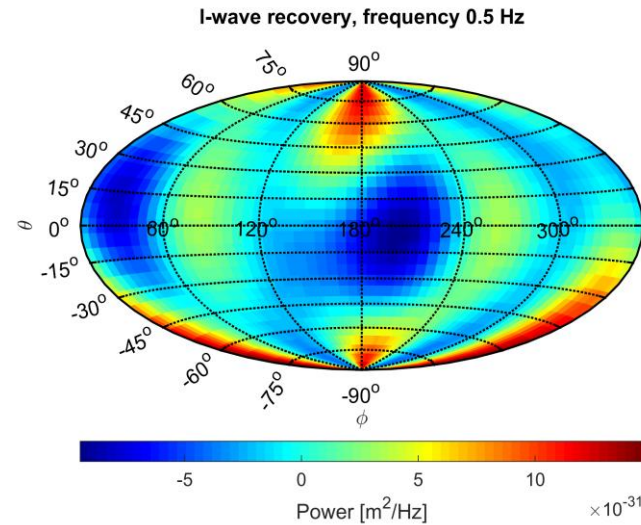 I-wave recovery, frequency 0.5 Hz
90°
75°
60°
45°
30°
15°
0°
-15°
-30°
-45°
-60°
-75°
-90°
θ
60° 120° 180° 240° 300°
ϕ
-5 0 5 10
Power [m²/Hz] ×10⁻³¹